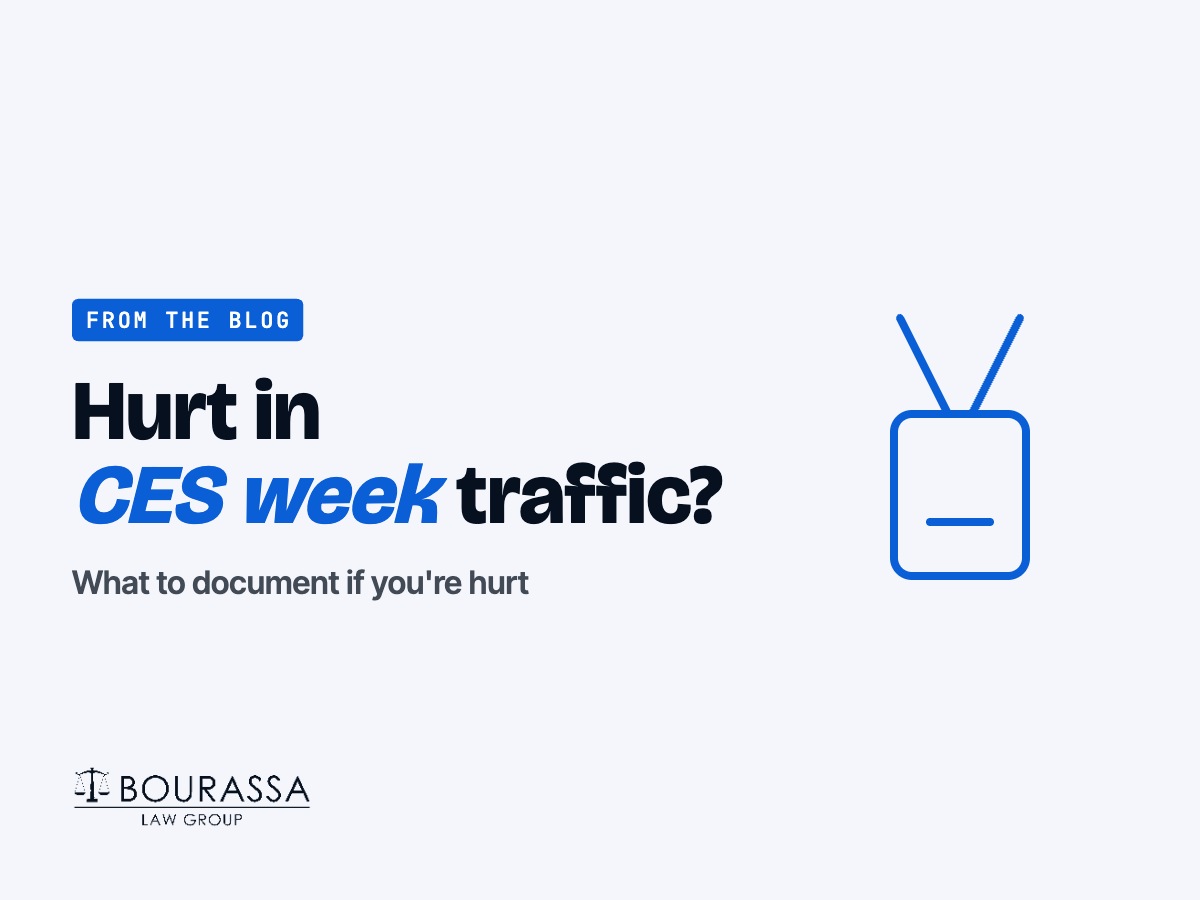 FROM THE BLOG
Hurt in
CES week traffic?
What to document if you're hurt
BOURASSA
LAW GROUP